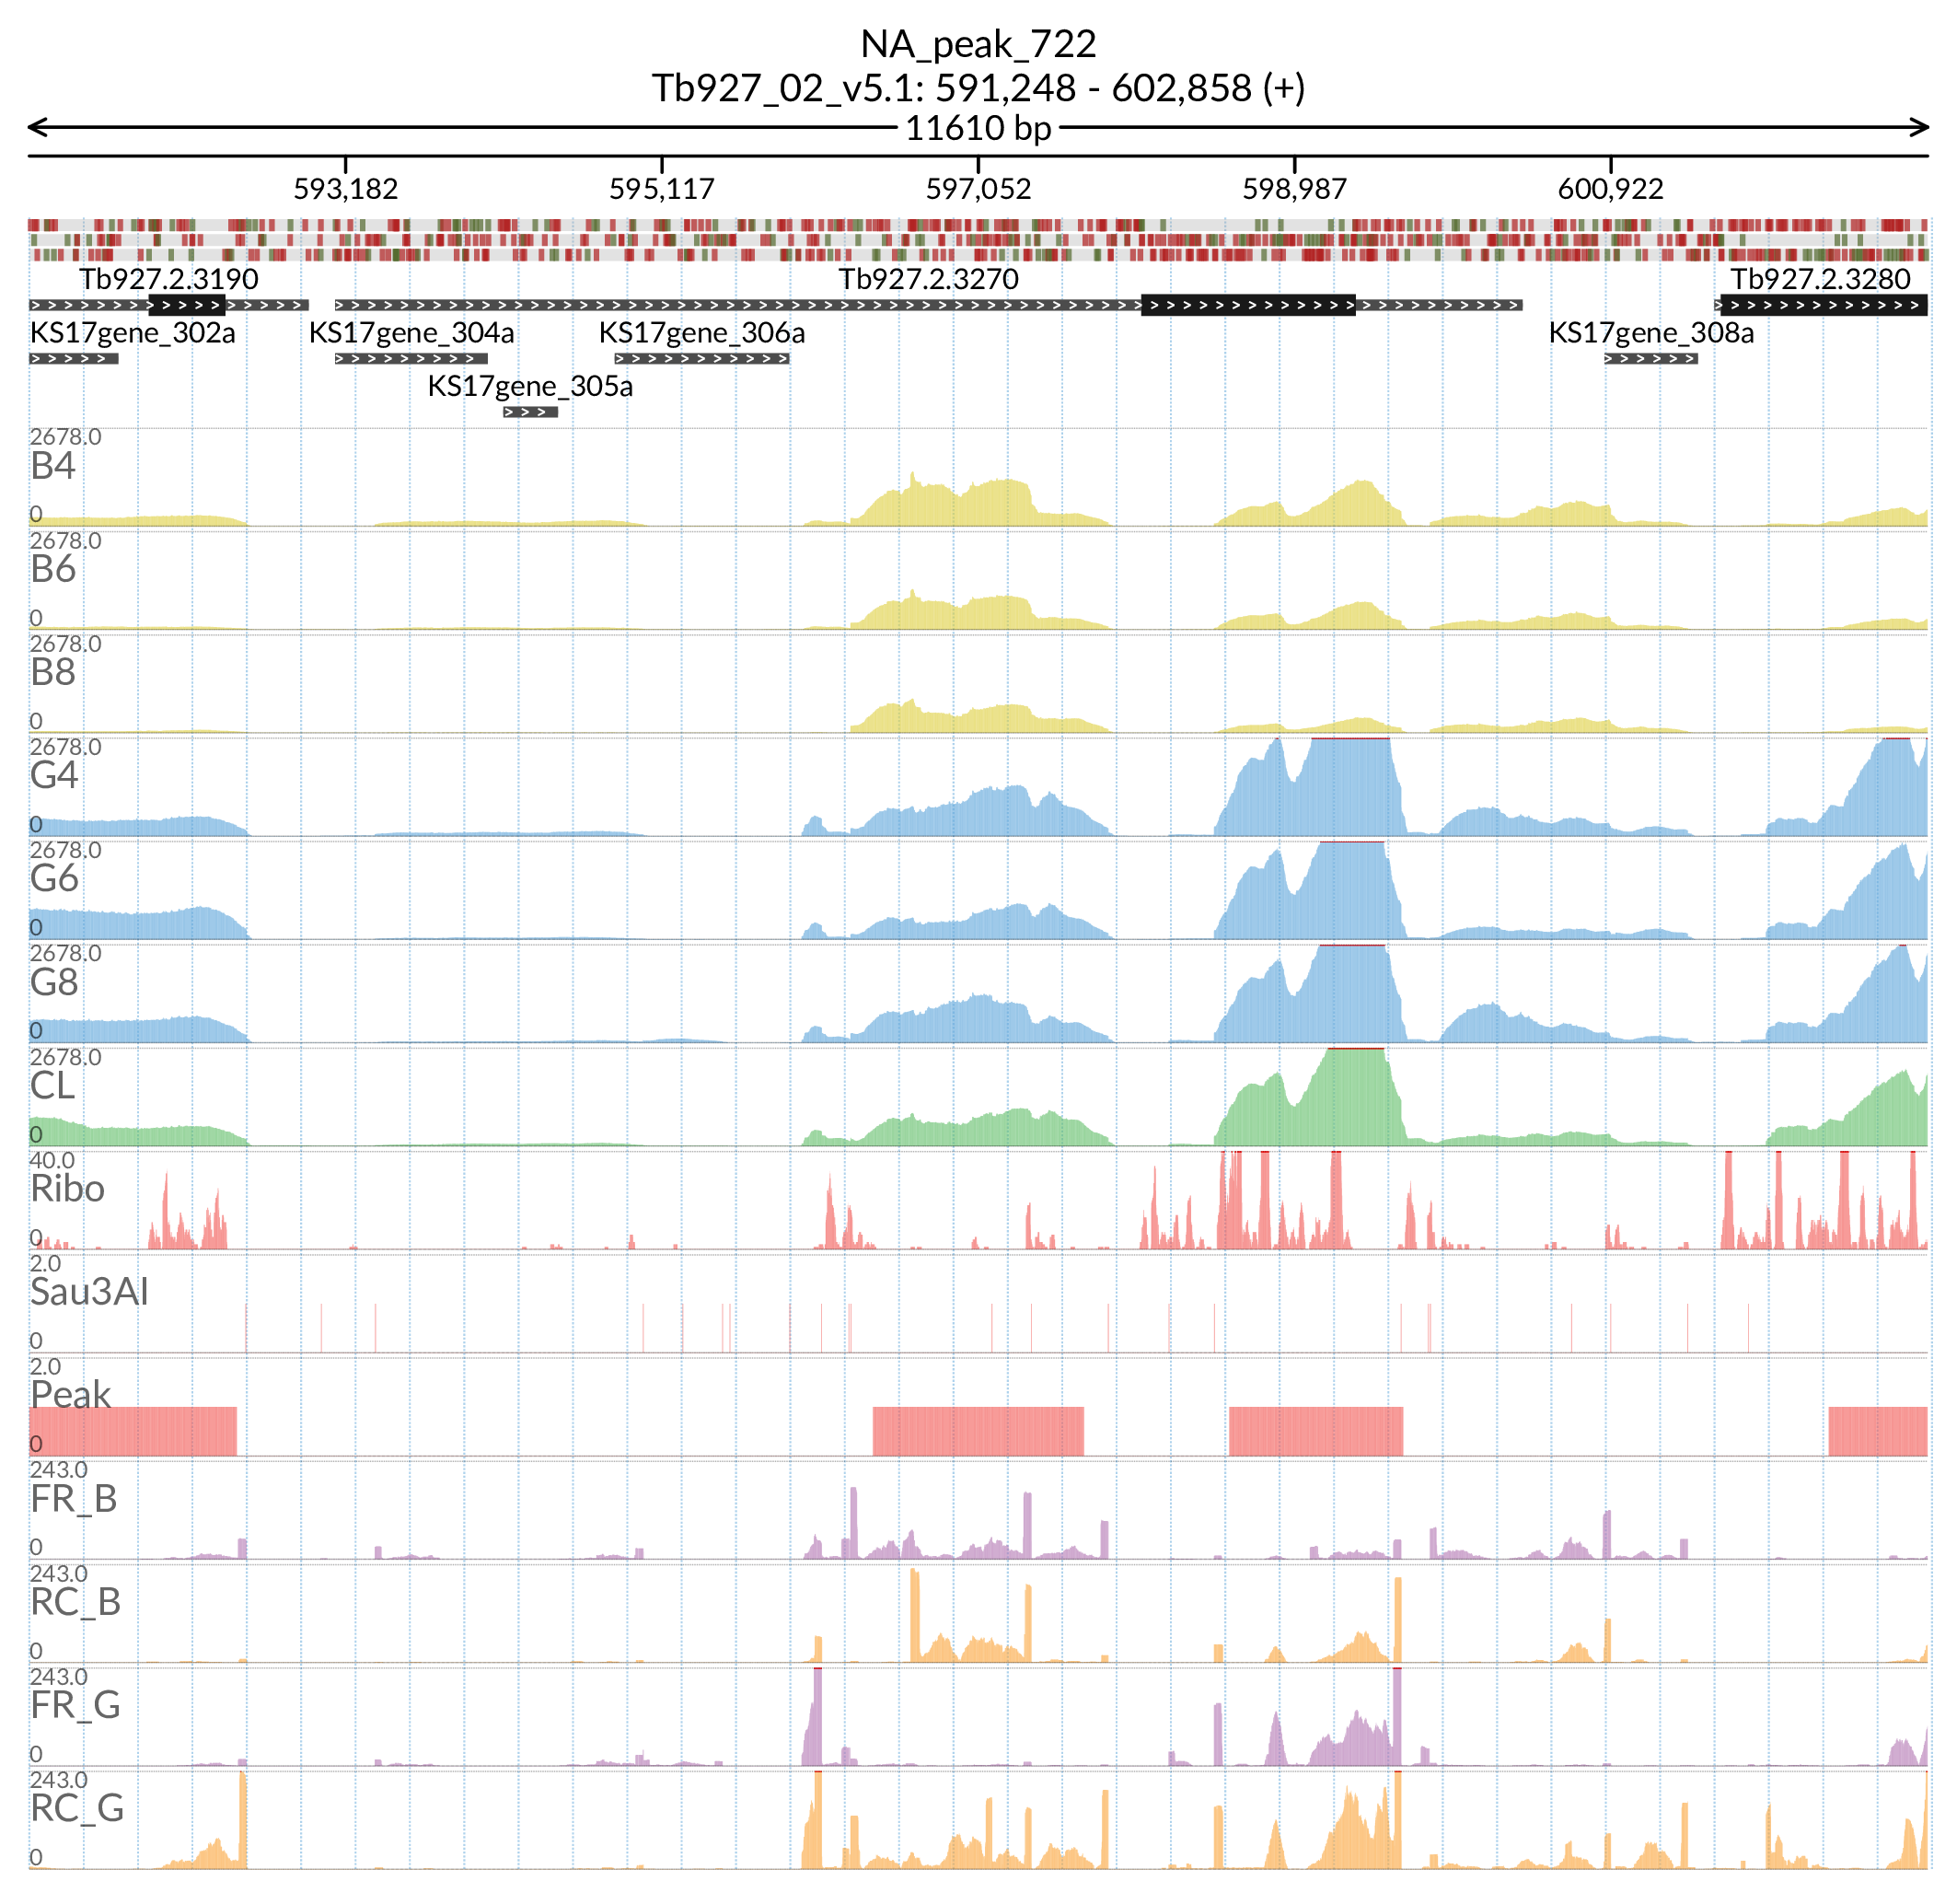 NA_peak_722
Tb927_02_v5.1: 591,248 - 602,858 (+)
11610 bp
593,182 595,117 597,052 598,987 600,922
Tb927.2.3190 Tb927.2.3270 Tb927.2.3280
KS17gene_302a KS17gene_304a KS17gene_306a KS17gene_308a
KS17gene_305a
2678.0
B4
0
2678.0
B6
0
2678.0
B8
0
2678.0
G4
0
2678.0
G6
0
2678.0
G8
0
2678.0
CL
0
40.0
Ribo
0
2.0
Sau3AI
0
2.0
Peak
0
243.0
FR_B
0
243.0
RC_B
0
243.0
FR_G
0
243.0
RC_G
0